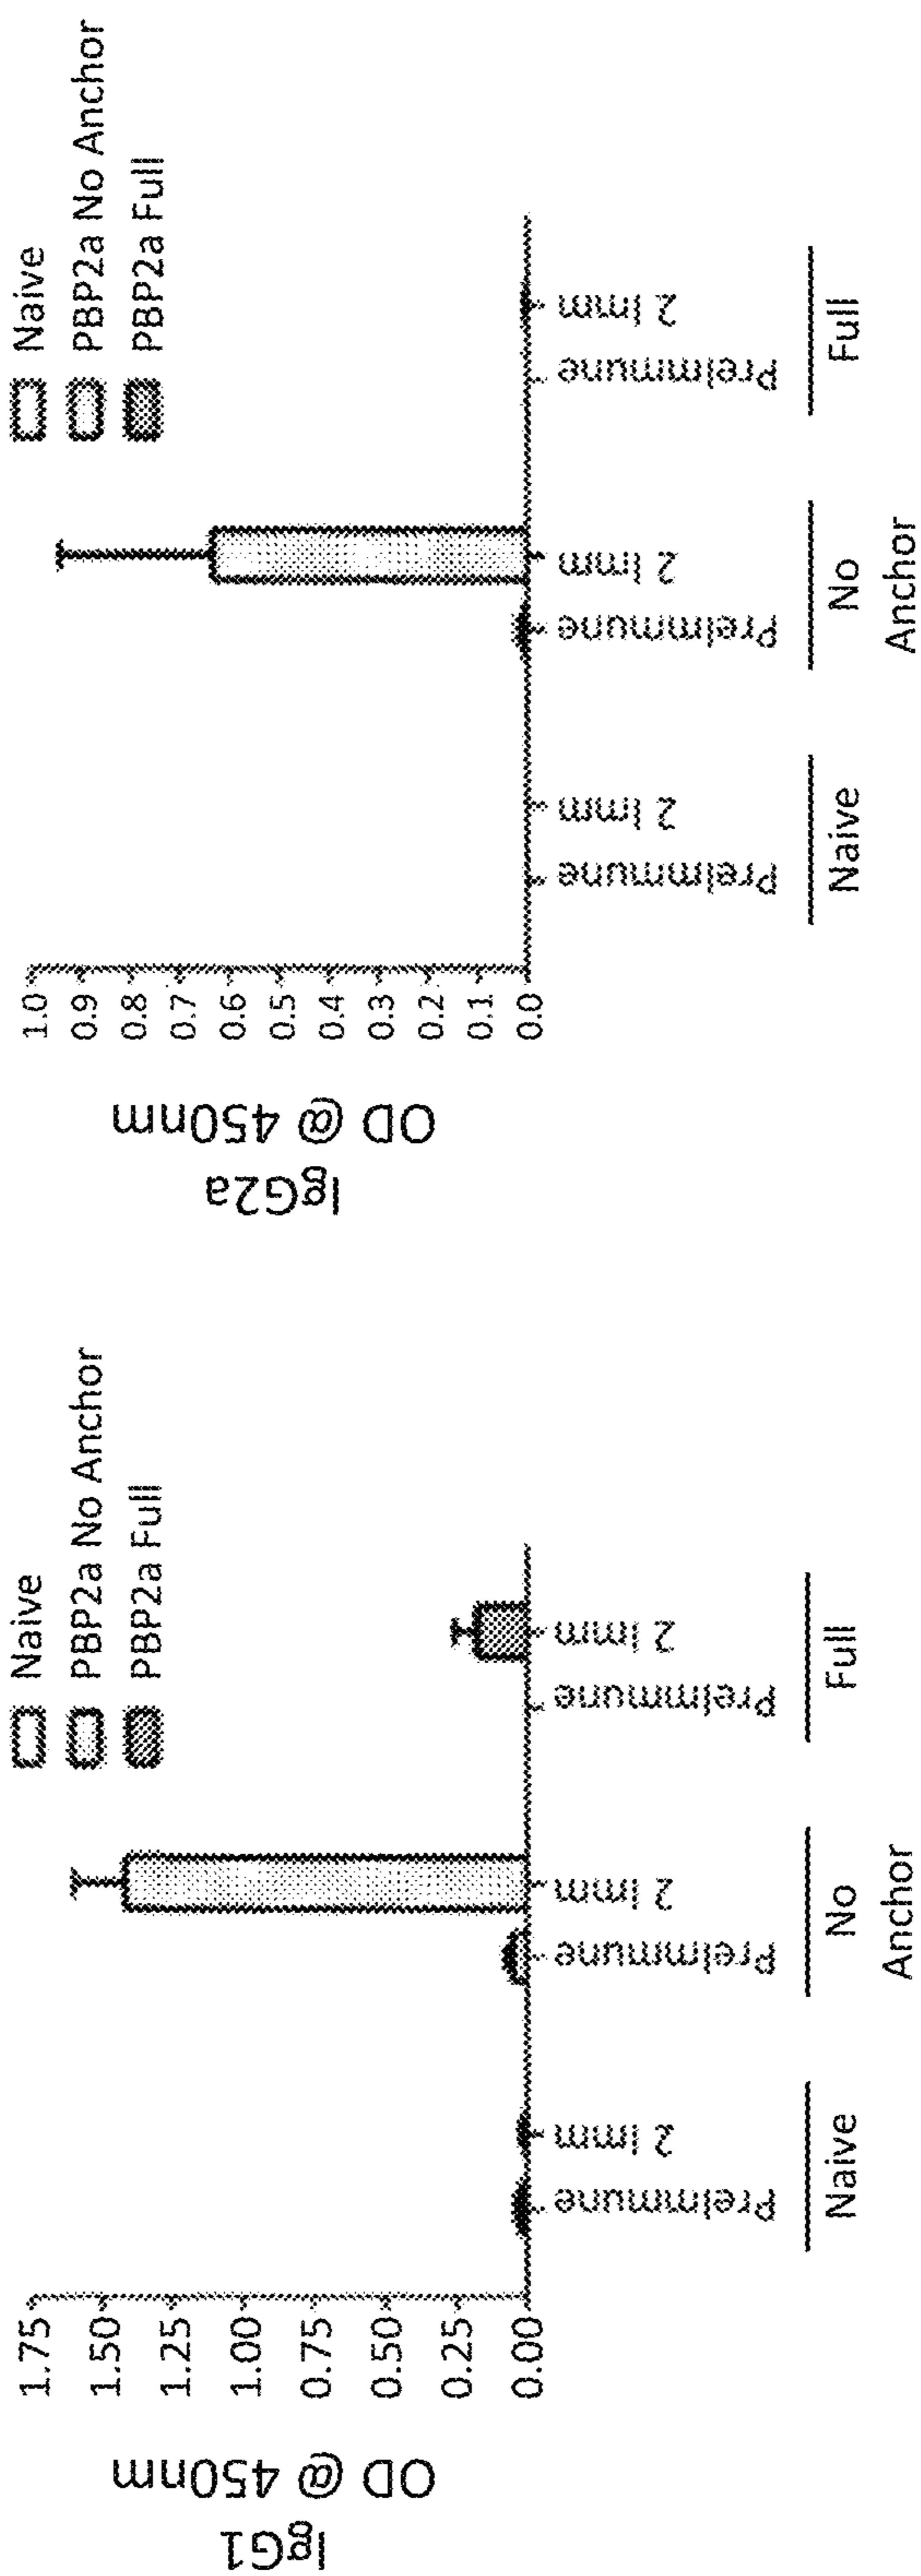 IgG1
OD @ 450nm
1.75
1.50
1.25
1.00
0.75
0.50
0.25
0.00
Naive
PBP2a No Anchor
PBP2a Full
PreImmune
2 imm
PreImmune
2 imm
PreImmune
2 imm
Naive
No
Anchor
Full
IgG2a
OD @ 450nm
1.0
0.9
0.8
0.7
0.6
0.5
0.4
0.3
0.2
0.1
0.0
Naive
PBP2a No Anchor
PBP2a Full
PreImmune
2 Imm
PreImmune
2 Imm
PreImmune
2 Imm
Naive
No
Anchor
Full